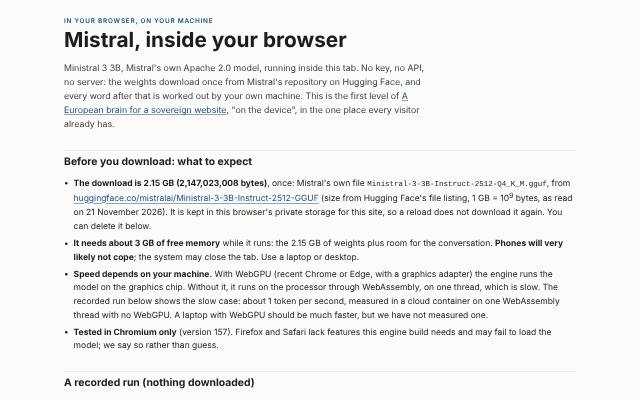 IN YOUR BROWSER, ON YOUR MACHINE
Mistral, inside your browser
Ministral 3 3B, Mistral's own Apache 2.0 model, running inside this tab. No key, no API,
no server: the weights download once from Mistral's repository on Hugging Face, and
every word after that is worked out by your own machine. This is the first level of A
European brain for a sovereign website, "on the device", in the one place every visitor
already has.
Before you download: what to expect
• The download is 2.15 GB (2,147,023,008 bytes), once: Mistral's own file Ministral-3-3B-Instruct-2512-Q4_K_M.gguf, from
huggingface.co/mistralai/Ministral-3-3B-Instruct-2512-GGUF (size from Hugging Face's file listing, 1 GB = 10⁹ bytes, as read
on 21 November 2026). It is kept in this browser's private storage for this site, so a reload does not download it again. You
can delete it below.
• It needs about 3 GB of free memory while it runs: the 2.15 GB of weights plus room for the conversation. Phones will very
likely not cope; the system may close the tab. Use a laptop or desktop.
• Speed depends on your machine. With WebGPU (recent Chrome or Edge, with a graphics adapter) the engine runs the
model on the graphics chip. Without it, it runs on the processor through WebAssembly, on one thread, which is slow. The
recorded run below shows the slow case: about 1 token per second, measured in a cloud container on one WebAssembly
thread with no WebGPU. A laptop with WebGPU should be much faster, but we have not measured one.
• Tested in Chromium only (version 157). Firefox and Safari lack features this engine build needs and may fail to load the
model; we say so rather than guess.
A recorded run (nothing downloaded)